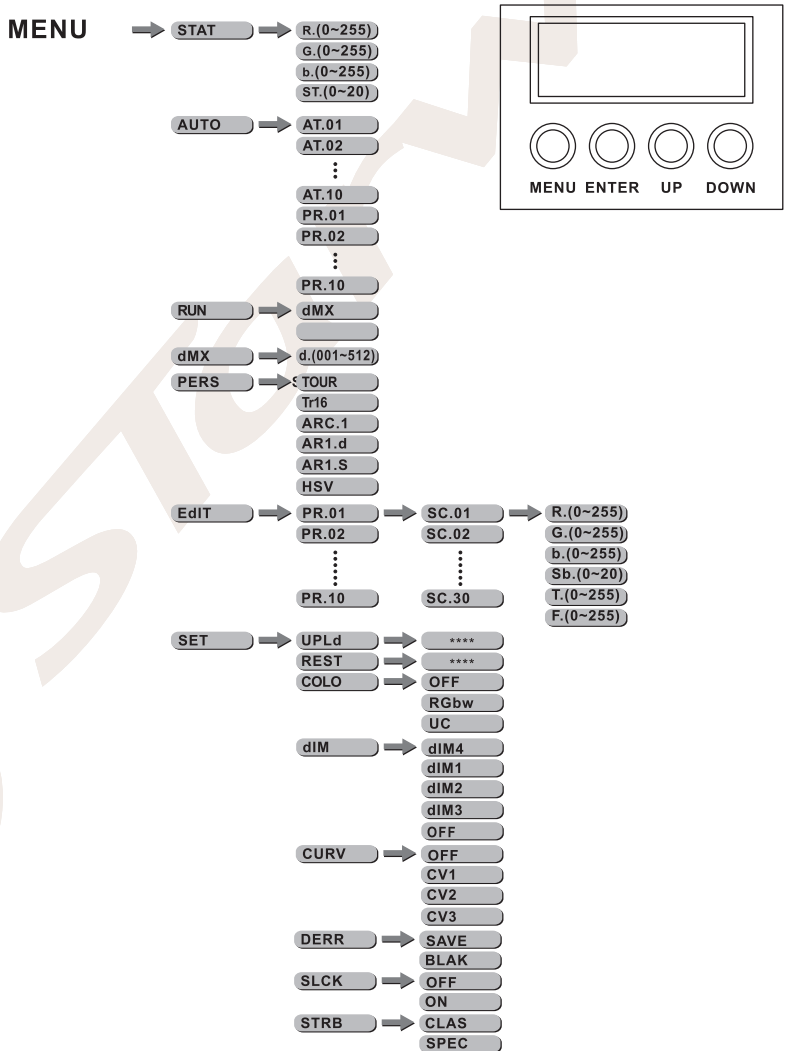 MENU
STAT
R.(0~255)
G.(0~255)
b.(0~255)
ST.(0~20)
MENU ENTER UP DOWN
AUTO
AT.01
AT.02
AT.10
PR.01
PR.02
PR.10
RUN
dMX
dMX
d.(001~512)
PERS
TOUR
Tr16
ARC.1
AR1.d
AR1.S
HSV
EdIT
PR.01
SC.01
R.(0~255)
PR.02
SC.02
G.(0~255)
b.(0~255)
Sb.(0~20)
PR.10
SC.30
T.(0~255)
F.(0~255)
SET
UPLd
****
REST
****
COLO
OFF
RGbw
UC
dIM
dIM4
dIM1
dIM2
dIM3
OFF
CURV
OFF
CV1
CV2
CV3
DERR
SAVE
BLAK
SLCK
OFF
ON
STRB
CLAS
SPEC